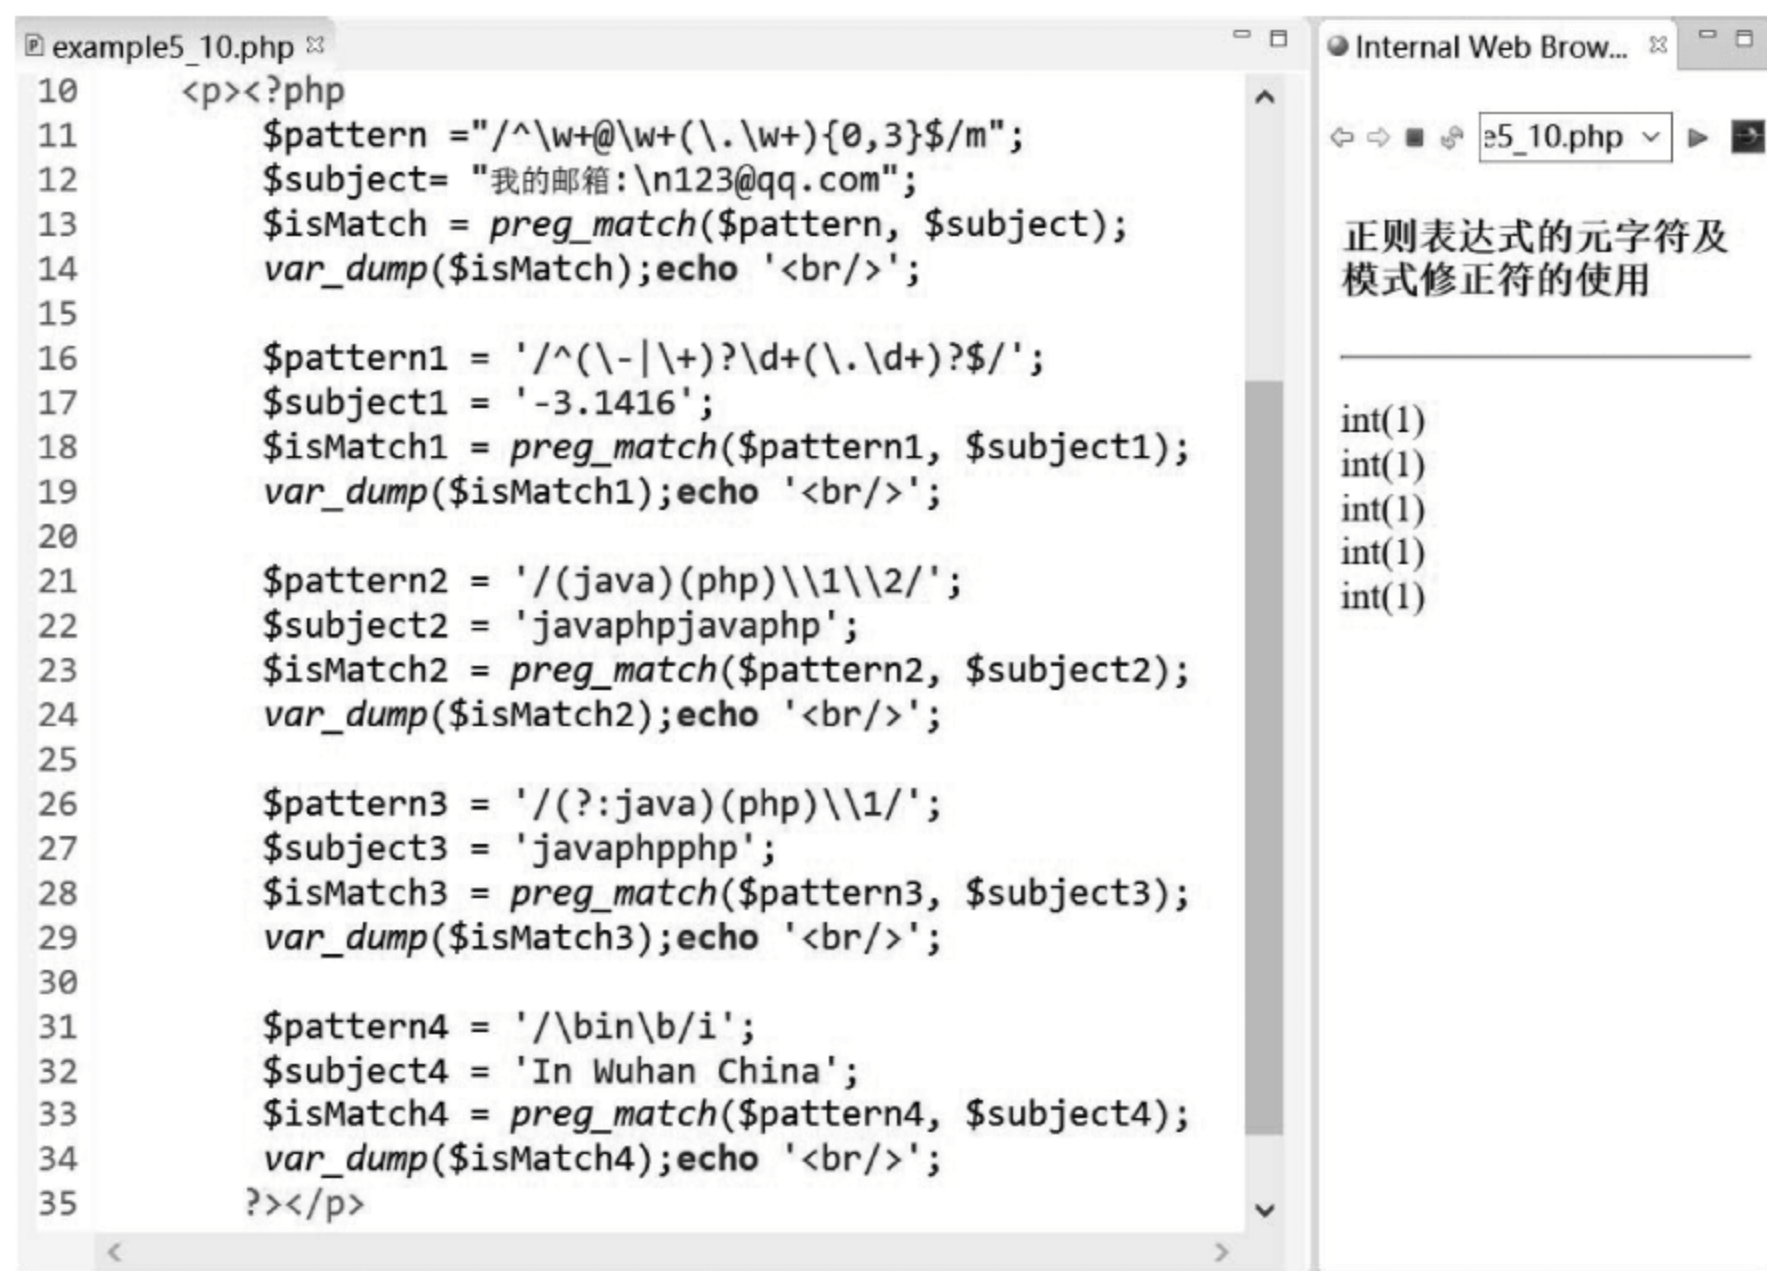 example5_10.php
10 <p><?php
11 $pattern ="/^\w+@\w+(\.\w+){0,3}$/m";
12 $subject= "我的邮箱:\n123@qq.com";
13 $isMatch = preg_match($pattern, $subject);
14 var_dump($isMatch);echo '<br/>';
15
16 $pattern1 = '/^(\-|\+)?\d+(\.\d+)?$/';
17 $subject1 = '-3.1416';
18 $isMatch1 = preg_match($pattern1, $subject1);
19 var_dump($isMatch1);echo '<br/>';
20
21 $pattern2 = '/(java)(php)\\1\\2/';
22 $subject2 = 'javaphpjavaphp';
23 $isMatch2 = preg_match($pattern2, $subject2);
24 var_dump($isMatch2);echo '<br/>';
25
26 $pattern3 = '/(?:java)(php)\\1/';
27 $subject3 = 'javaphpphp';
28 $isMatch3 = preg_match($pattern3, $subject3);
29 var_dump($isMatch3);echo '<br/>';
30
31 $pattern4 = '/\bin\b/i';
32 $subject4 = 'In Wuhan China';
33 $isMatch4 = preg_match($pattern4, $subject4);
34 var_dump($isMatch4);echo '<br/>';
35 ?></p>
Internal Web Brow...
e5_10.php
正则表达式的元字符及
模式修正符的使用
int(1)
int(1)
int(1)
int(1)
int(1)